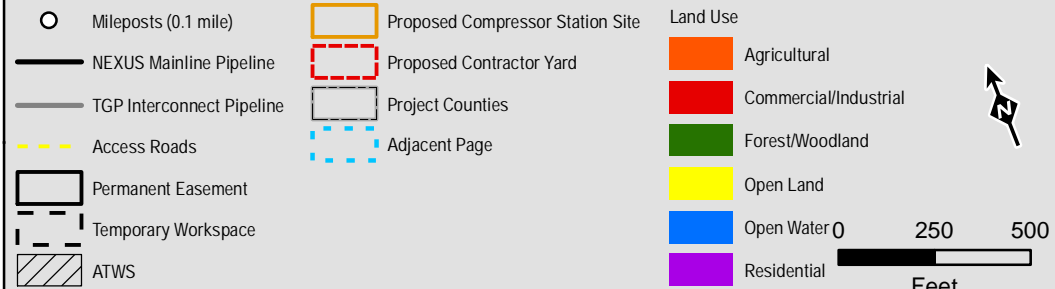 Mileposts (0.1 mile)
NEXUS Mainline Pipeline
TGP Interconnect Pipeline
Access Roads
Permanent Easement
Temporary Workspace
ATWS
Proposed Compressor Station Site
Proposed Contractor Yard
Project Counties
Adjacent Page
Land Use
Agricultural
Commercial/Industrial
Forest/Woodland
Open Land
Open Water
Residential
N
0 250 500
Feet